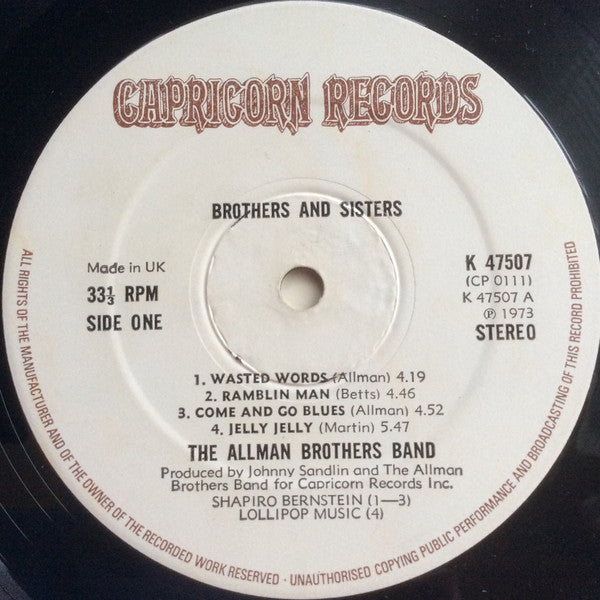 CAPRICORN RECORDS
BROTHERS AND SISTERS
Made in UK
33⅓ RPM
SIDE ONE
K 47507
(CP 0111)
K 47507 A
℗ 1973
STEREO
1. WASTED WORDS (Allman) 4.19
2. RAMBLIN MAN (Betts) 4.46
3. COME AND GO BLUES (Allman) 4.52
4. JELLY JELLY (Martin) 5.47
THE ALLMAN BROTHERS BAND
Produced by Johnny Sandlin and The Allman
Brothers Band for Capricorn Records Inc.
SHAPIRO BERNSTEIN (1—3)
LOLLIPOP MUSIC (4)
ALL RIGHTS OF THE MANUFACTURER AND OF THE OWNER OF THE RECORDED WORK RESERVED · UNAUTHORISED COPYING PUBLIC PERFORMANCE AND BROADCASTING OF THIS RECORD PROHIBITED